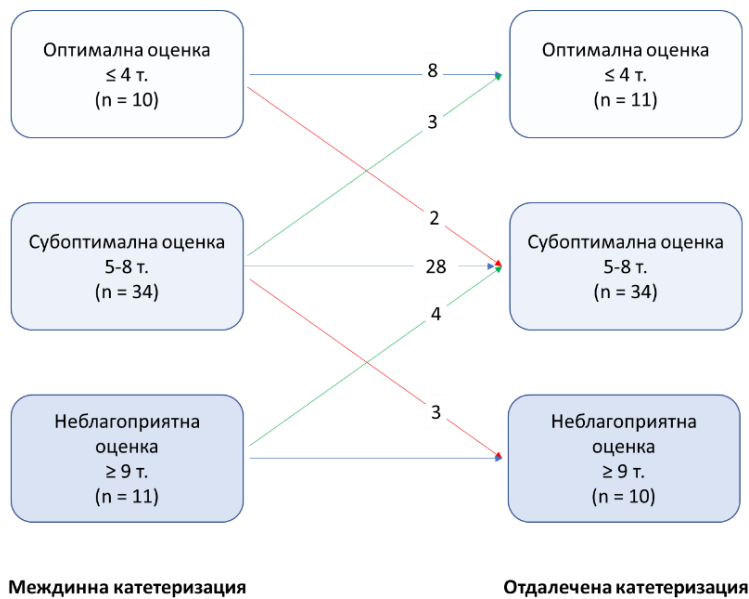 Оптимална оценка
≤ 4 т.
(n = 10)
8
Оптимална оценка
≤ 4 т.
(n = 11)
3
2
Субоптимална оценка
5-8 т.
(n = 34)
28
Субоптимална оценка
5-8 т.
(n = 34)
4
3
Неблагоприятна
оценка
≥ 9 т.
(n = 11)
Неблагоприятна
оценка
≥ 9 т.
(n = 10)
Междинна катетеризация
Отдалечена катетеризация